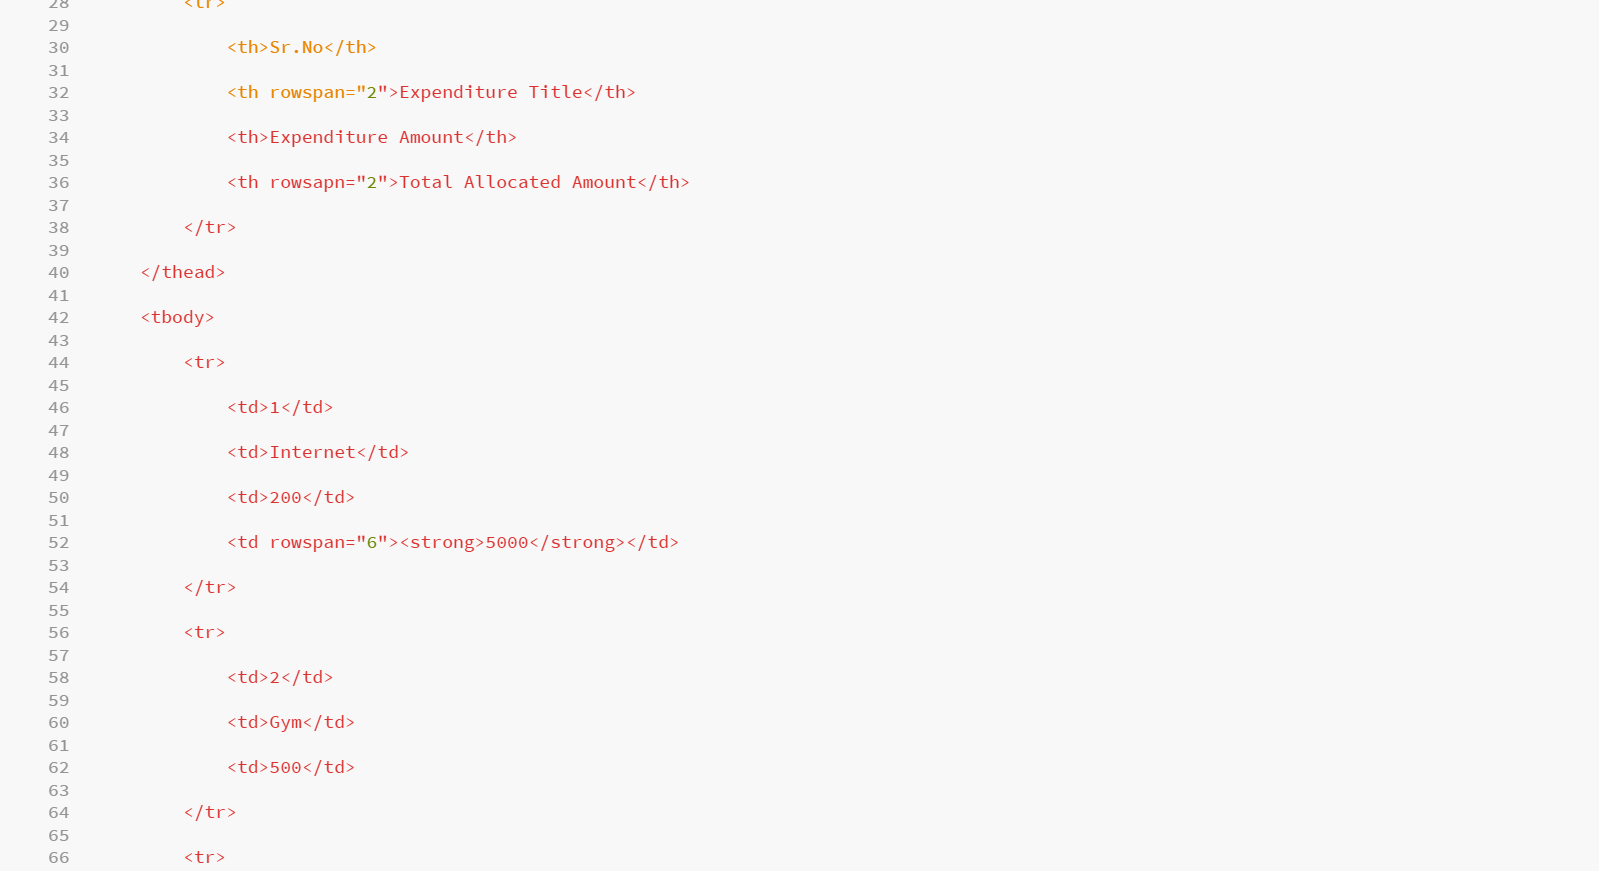 28 <tr>
29
30 <th>Sr.No</th>
31
32 <th rowspan="2">Expenditure Title</th>
33
34 <th>Expenditure Amount</th>
35
36 <th rowsapn="2">Total Allocated Amount</th>
37
38 </tr>
39
40 </thead>
41
42 <tbody>
43
44 <tr>
45
46 <td>1</td>
47
48 <td>Internet</td>
49
50 <td>200</td>
51
52 <td rowspan="6"><strong>5000</strong></td>
53
54 </tr>
55
56 <tr>
57
58 <td>2</td>
59
60 <td>Gym</td>
61
62 <td>500</td>
63
64 </tr>
65
66 <tr>